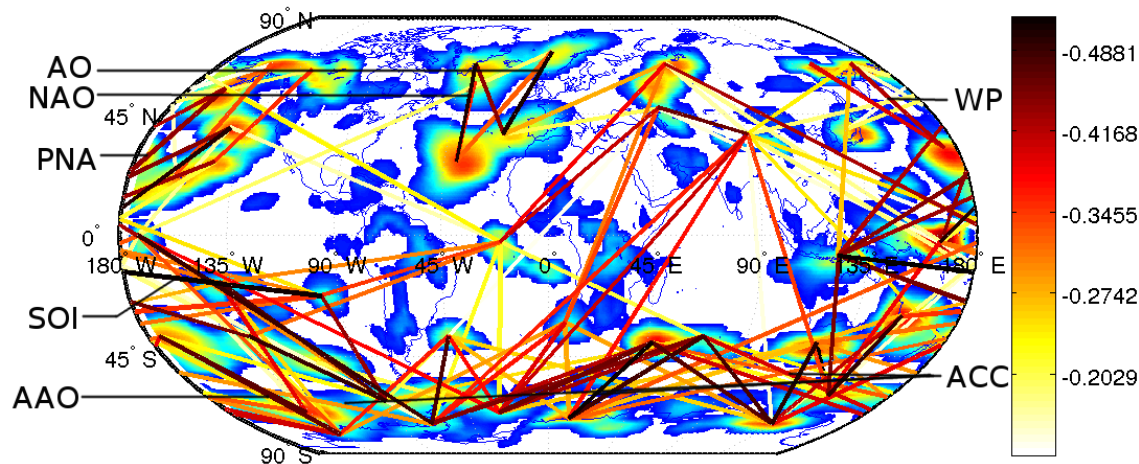 90° N
AO
NAO
45° N
PNA
WP
0°
180° W
135° W
90° W
45° W
0°
45° E
90° E
135° E
180° E
SOI
45° S
AAO
ACC
90° S
-0.4881
-0.4168
-0.3455
-0.2742
-0.2029